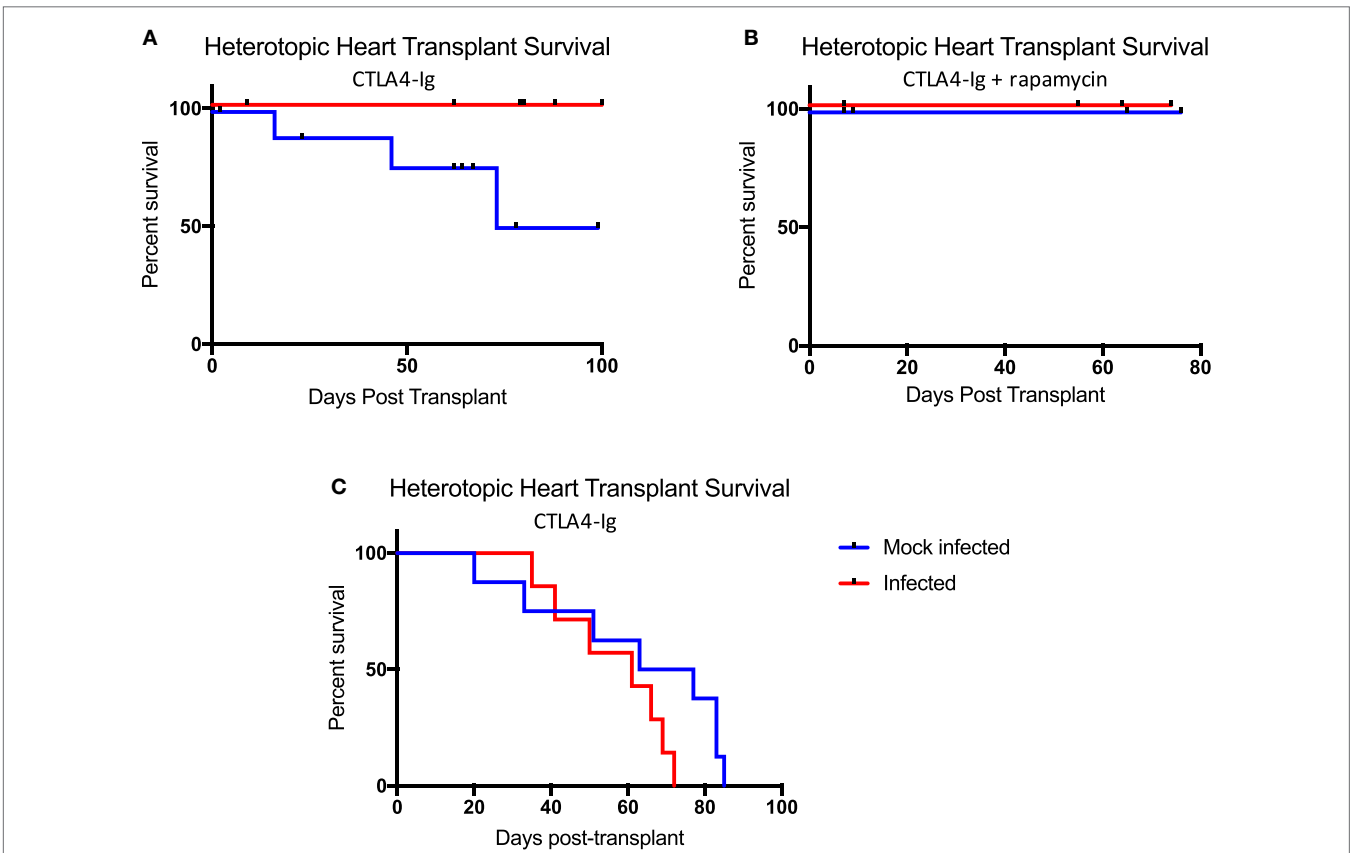 A
Heterotopic Heart Transplant Survival
CTLA4-Ig
100
50
0
0
50
100
Percent survival
Days Post Transplant
B
Heterotopic Heart Transplant Survival
CTLA4-Ig + rapamycin
100
50
0
0
20
40
60
80
Percent survival
Days Post Transplant
C
Heterotopic Heart Transplant Survival
CTLA4-Ig
100
50
0
0
20
40
60
80
100
Percent survival
Days post-transplant
Mock infected
Infected